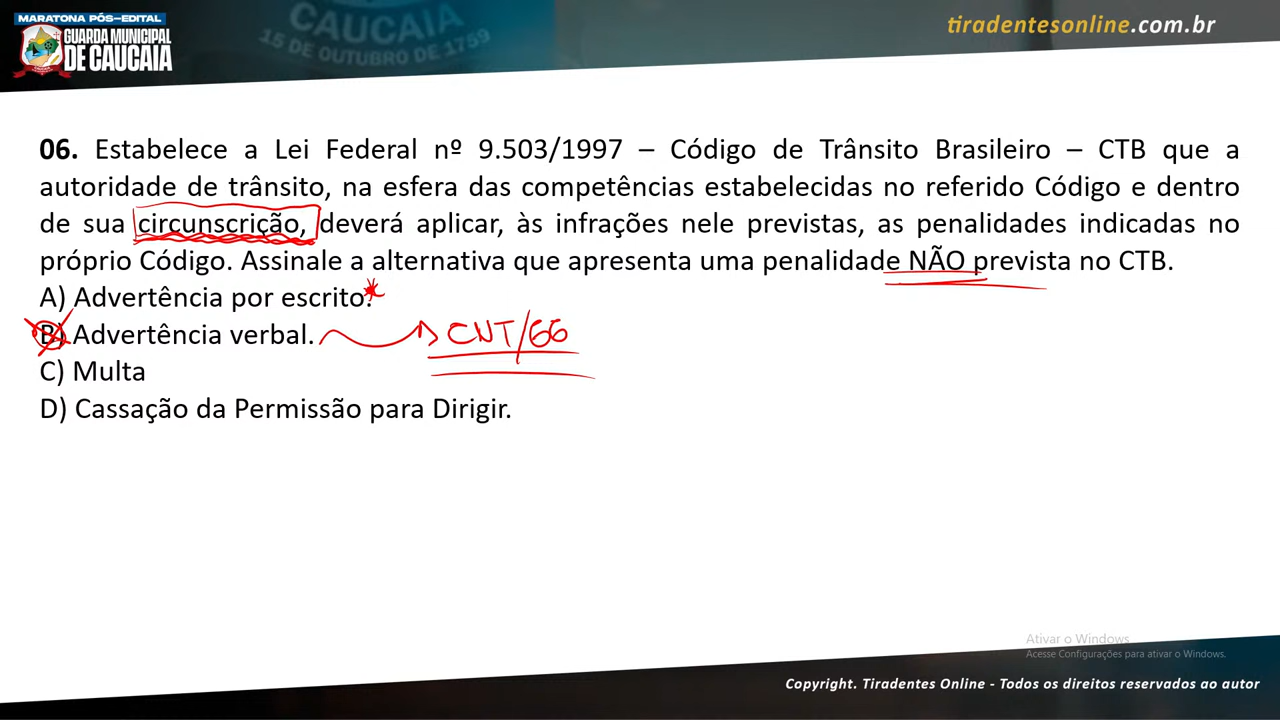 MARATONA PÓS-EDITAL
GUARDA MUNICIPAL
DE CAUCAIA
CAUCAIA
15 DE OUTUBRO DE 1759
tiradentesonline.com.br
06. Estabelece a Lei Federal nº 9.503/1997 – Código de Trânsito Brasileiro – CTB que a
autoridade de trânsito, na esfera das competências estabelecidas no referido Código e dentro
de sua circunscrição, deverá aplicar, às infrações nele previstas, as penalidades indicadas no
próprio Código. Assinale a alternativa que apresenta uma penalidade NÃO prevista no CTB.
A) Advertência por escrito.*
B) Advertência verbal. CNT/66
C) Multa
D) Cassação da Permissão para Dirigir.
Ativar o Windows
Acesse Configurações para ativar o Windows.
Copyright. Tiradentes Online - Todos os direitos reservados ao autor